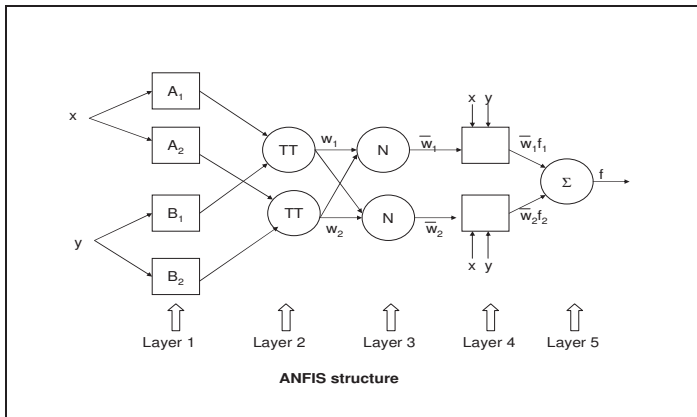 x y
A₁
x
A₂
w₁
w̅₁
w̅₁f₁
TT
N
Σ
f
B₁
TT
N
w₂
w̅₂
w̅₂f₂
y
B₂
x y
Layer 1 Layer 2 Layer 3 Layer 4 Layer 5
ANFIS structure